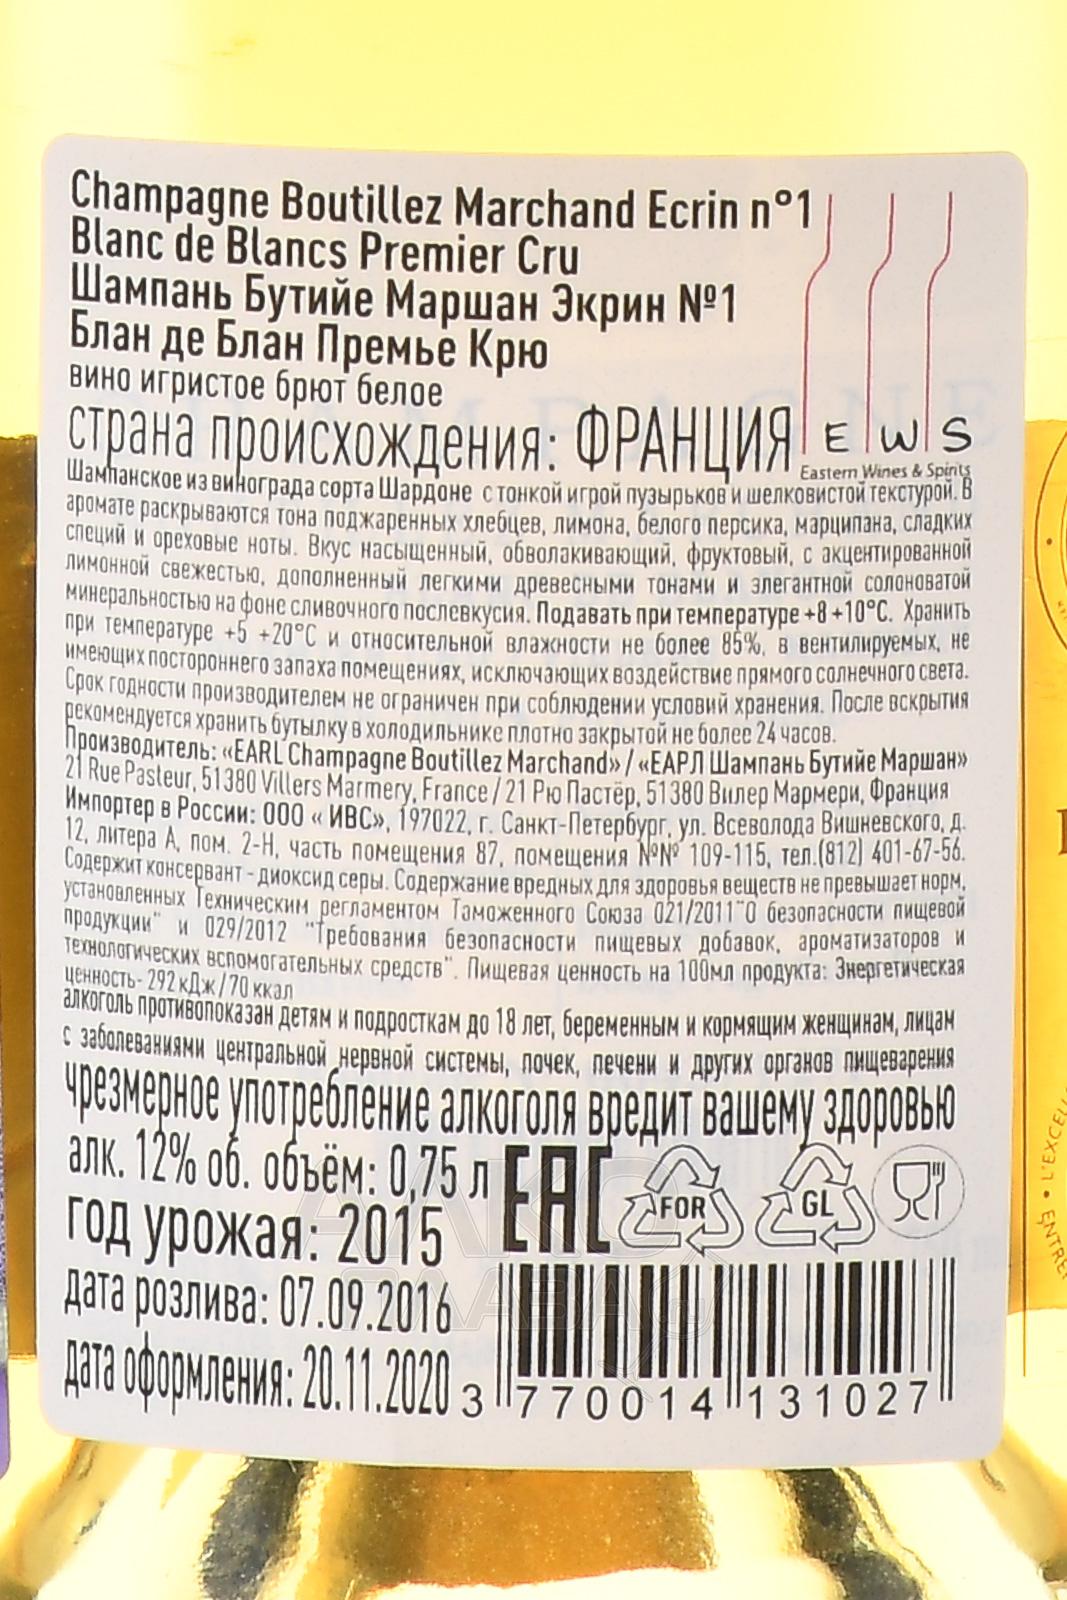 Champagne Boutillez Marchand Ecrin n°1
Blanc de Blancs Premier Cru
Шампань Бутийе Маршан Экрин №1
Блан де Блан Премье Крю
вино игристое брют белое
страна происхождения: ФРАНЦИЯ
E W S
Eastern Wines & Spirits
Шампанское из винограда сорта Шардоне с тонкой игрой пузырьков и шелковистой текстурой. В
аромате раскрываются тона поджаренных хлебцев, лимона, белого персика, марципана, сладких
специй и ореховые ноты. Вкус насыщенный, обволакивающий, фруктовый, с акцентированной
лимонной свежестью, дополненный легкими древесными тонами и элегантной солоноватой
минеральностью на фоне сливочного послевкусия. Подавать при температуре +8 +10°С. Хранить
при температуре +5 +20°С и относительной влажности не более 85%, в вентилируемых, не
имеющих постороннего запаха помещениях, исключающих воздействие прямого солнечного света.
Срок годности производителем не ограничен при соблюдении условий хранения. После вскрытия
рекомендуется хранить бутылку в холодильнике плотно закрытой не более 24 часов.
Производитель: «EARL Champagne Boutillez Marchand» / «ЕАРЛ Шампань Бутийе Маршан»
21 Rue Pasteur, 51380 Villers Marmery, France / 21 Рю Пастёр, 51380 Вилер Мармери, Франция
Импортер в России: ООО « ИВС», 197022, г. Санкт-Петербург, ул. Всеволода Вишневского, д.
12, литера А, пом. 2-Н, часть помещения 87, помещения №№ 109-115, тел.(812) 401-67-56.
Содержит консервант - диоксид серы. Содержание вредных для здоровья веществ не превышает норм,
установленных Техническим регламентом Таможенного Союза 021/2011"О безопасности пищевой
продукции" и 029/2012 "Требования безопасности пищевых добавок, ароматизаторов и
технологических вспомогательных средств". Пищевая ценность на 100мл продукта: Энергетическая
ценность- 292 кДж / 70 ккал
алкоголь противопоказан детям и подросткам до 18 лет, беременным и кормящим женщинам, лицам
с заболеваниями центральной нервной системы, почек, печени и других органов пищеварения
чрезмерное употребление алкоголя вредит вашему здоровью
алк. 12% об. объём: 0,75 л
EAC
FOR
GL
год урожая: 2015
дата розлива: 07.09.2016
дата оформления: 20.11.2020
3 770014 131027